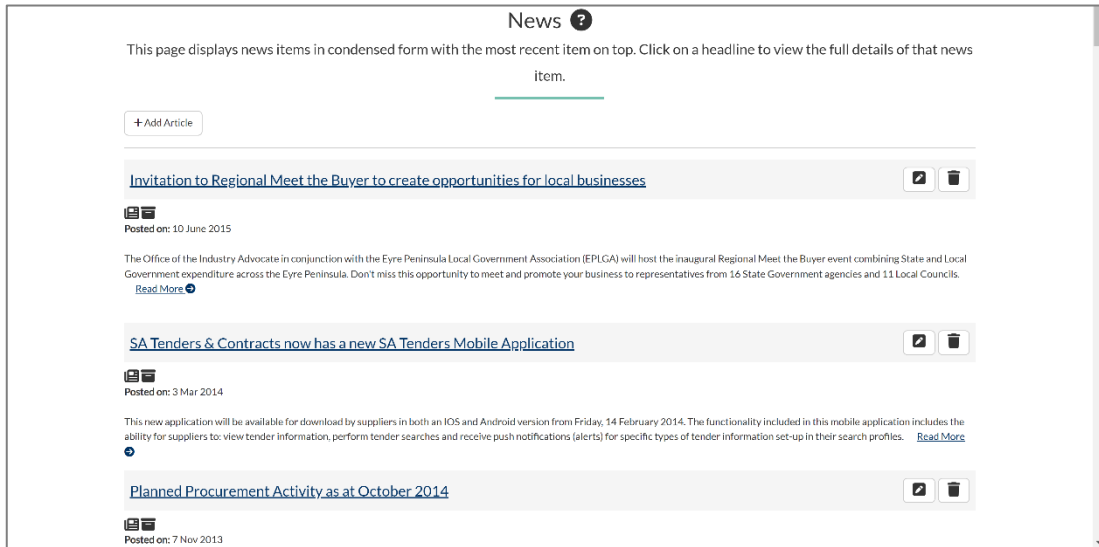 News ?
This page displays news items in condensed form with the most recent item on top. Click on a headline to view the full details of that news
item.
+ Add Article
Invitation to Regional Meet the Buyer to create opportunities for local businesses
Posted on: 10 June 2015
The Office of the Industry Advocate in conjunction with the Eyre Peninsula Local Government Association (EPLGA) will host the inaugural Regional Meet the Buyer event combining State and Local
Government expenditure across the Eyre Peninsula. Don't miss this opportunity to meet and promote your business to representatives from 16 State Government agencies and 11 Local Councils.
Read More
SA Tenders & Contracts now has a new SA Tenders Mobile Application
Posted on: 3 Mar 2014
This new application will be available for download by suppliers in both an IOS and Android version from Friday, 14 February 2014. The functionality included in this mobile application includes the
ability for suppliers to: view tender information, perform tender searches and receive push notifications (alerts) for specific types of tender information set-up in their search profiles. Read More
Planned Procurement Activity as at October 2014
Posted on: 7 Nov 2013